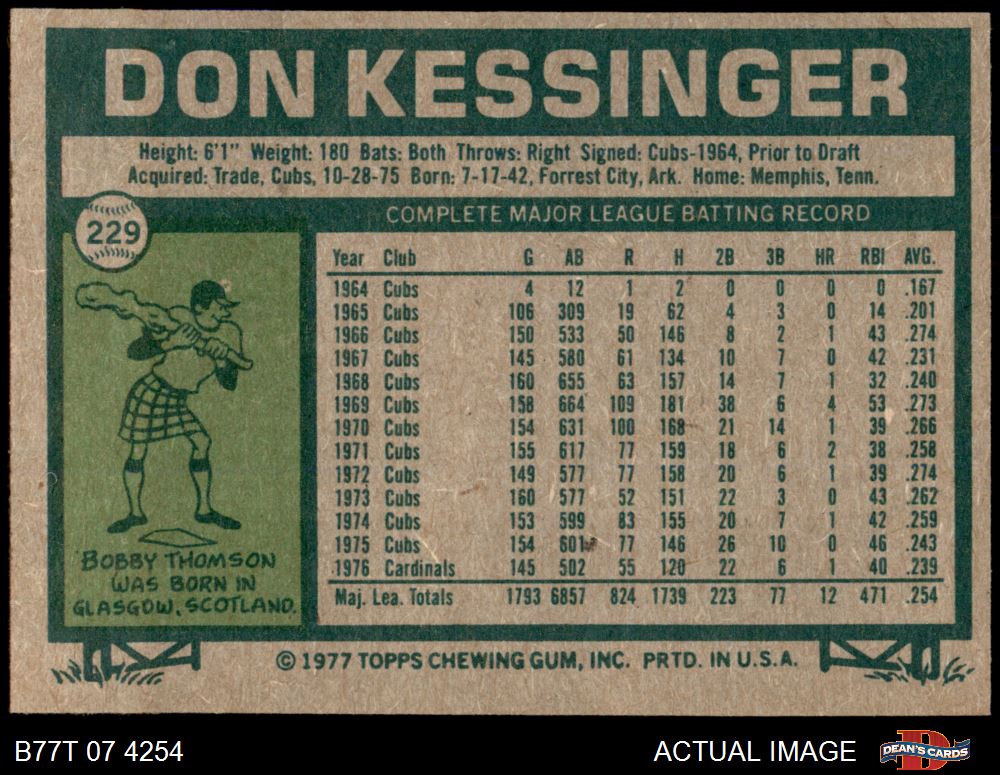 DON KESSINGER
Height: 6'1" Weight: 180 Bats: Both Throws: Right Signed: Cubs-1964, Prior to Draft
Acquired: Trade, Cubs, 10-28-75 Born: 7-17-42, Forrest City, Ark. Home: Memphis, Tenn.
229
COMPLETE MAJOR LEAGUE BATTING RECORD
Year Club G AB R H 2B 3B HR RBI AVG.
1964 Cubs 4 12 1 2 0 0 0 0 .167
1965 Cubs 106 309 19 62 4 3 0 14 .201
1966 Cubs 150 533 50 146 8 2 1 43 .274
1967 Cubs 145 580 61 134 10 7 0 42 .231
1968 Cubs 160 655 63 157 14 7 1 32 .240
1969 Cubs 158 664 109 181 38 6 4 53 .273
1970 Cubs 154 631 100 168 21 14 1 39 .266
1971 Cubs 155 617 77 159 18 6 2 38 .258
1972 Cubs 149 577 77 158 20 6 1 39 .274
1973 Cubs 160 577 52 151 22 3 0 43 .262
1974 Cubs 153 599 83 155 20 7 1 42 .259
1975 Cubs 154 601 77 146 26 10 0 46 .243
1976 Cardinals 145 502 55 120 22 6 1 40 .239
Maj. Lea. Totals 1793 6857 824 1739 223 77 12 471 .254
BOBBY THOMSON
WAS BORN IN
GLASGOW, SCOTLAND.
© 1977 TOPPS CHEWING GUM, INC. PRTD. IN U.S.A.
B77T 07 4254
ACTUAL IMAGE
D
DEAN'S CARDS